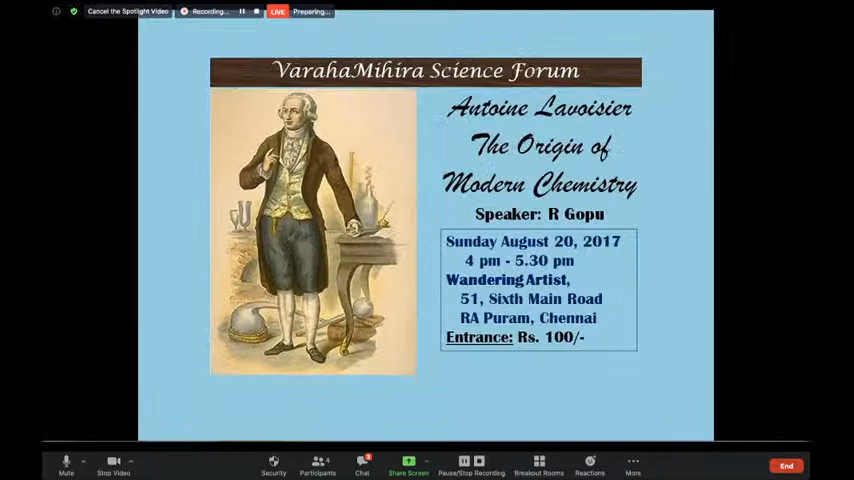 Cancel the Spotlight Video
Recording...
LIVE
Preparing...
VarahaMihira Science Forum
Antoine Lavoisier
The Origin of
Modern Chemistry
Speaker: R Gopu
Sunday August 20, 2017
4 pm - 5.30 pm
Wandering Artist,
51, Sixth Main Road
RA Puram, Chennai
Entrance: Rs. 100/-
Mute
Stop Video
Security
4
Participants
3
Chat
Share Screen
Pause/Stop Recording
Breakout Rooms
Reactions
More
End